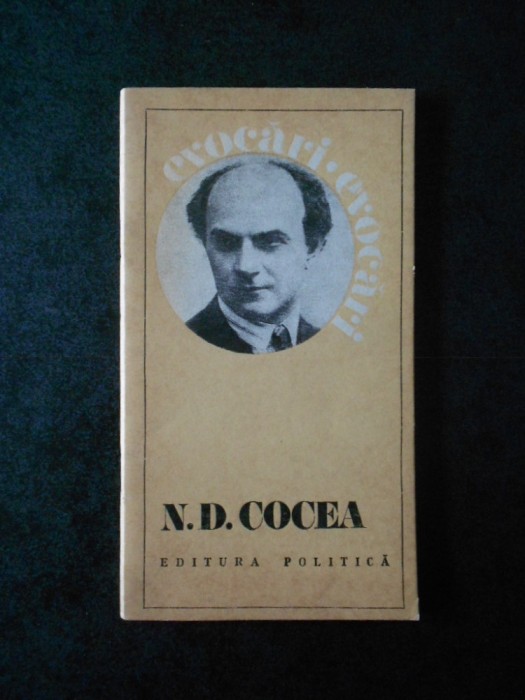 evocări·evocări
N.D. COCEA
EDITURA POLITICĂ